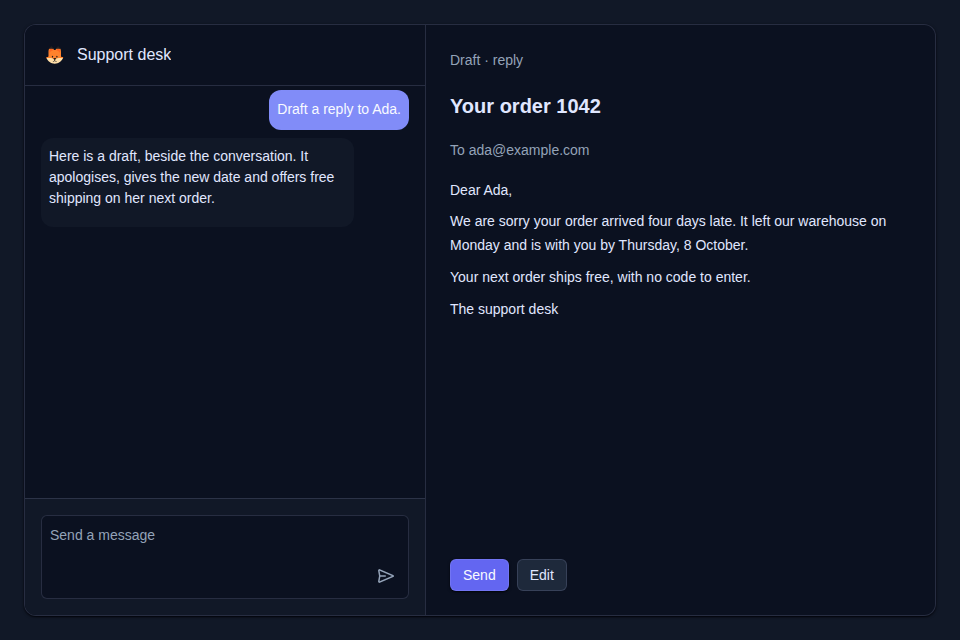 Support desk
Draft a reply to Ada.
Here is a draft, beside the conversation. It
apologises, gives the new date and offers free
shipping on her next order.
Send a message
Draft · reply
Your order 1042
To ada@example.com
Dear Ada,
We are sorry your order arrived four days late. It left our warehouse on
Monday and is with you by Thursday, 8 October.
Your next order ships free, with no code to enter.
The support desk
Send
Edit